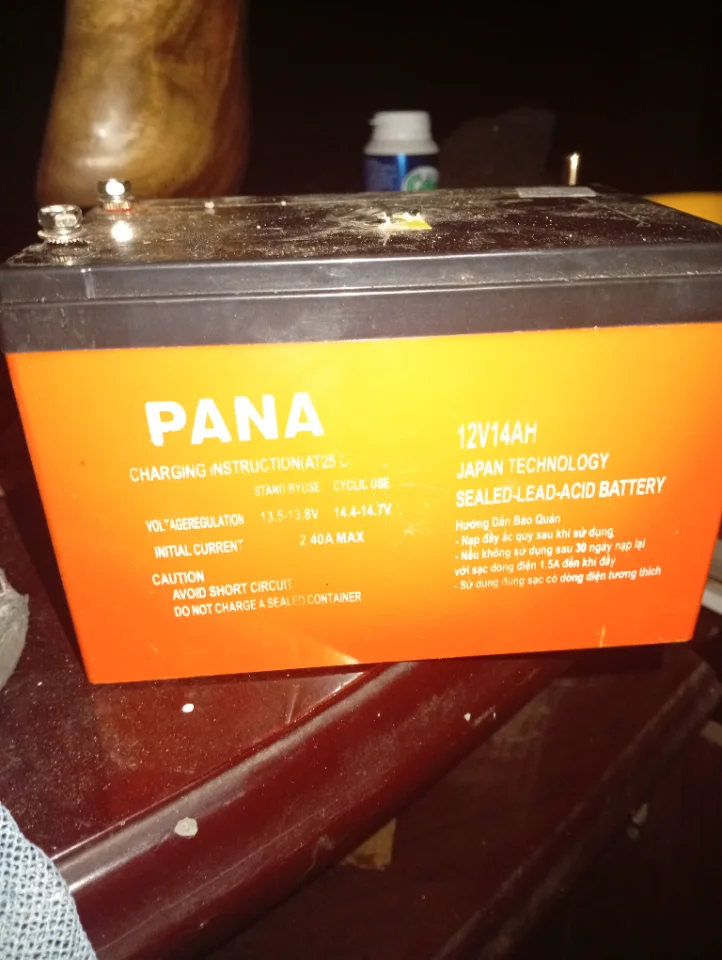 PANA
CHARGING INSTRUCTION(AT25 C)
STAND BYUSE CYCLIC USE
VOLTAGEREGULATION 13.5-13.8V 14.4-14.7V
INITIAL CURRENT 2.40A MAX
CAUTION
AVOID SHORT CIRCUIT
DO NOT CHARGE A SEALED CONTAINER
12V14AH
JAPAN TECHNOLOGY
SEALED-LEAD-ACID BATTERY
Hướng Dẫn Bảo Quản
- Nạp đầy ắc quy sau khi sử dụng
- Nếu không sử dụng sau 30 ngày nạp lại
với sạc dòng điện 1.5A đến khi đầy
- Sử dụng đúng sạc có dòng điện tương thích